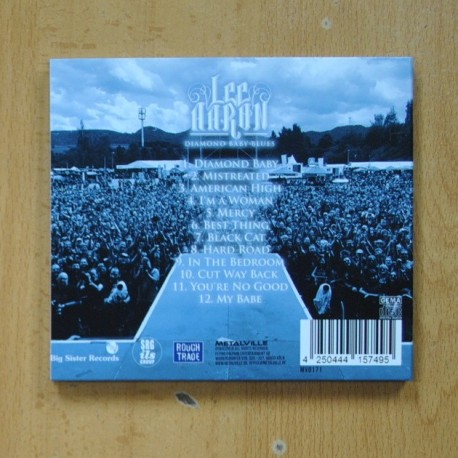 Lee
Aaron
Diamond Baby Blues
1. Diamond Baby
2. Mistreated
3. American High
4. I'm a Woman
5. Mercy
6. Best Thing
7. Black Cat
8. Hard Road
9. In the Bedroom
10. Cut Way Back
11. You're No Good
12. My Babe
Big Sister Records
ROUGH
TRADE
METALVILLE
GEMA
4 250444 157495
MV0171